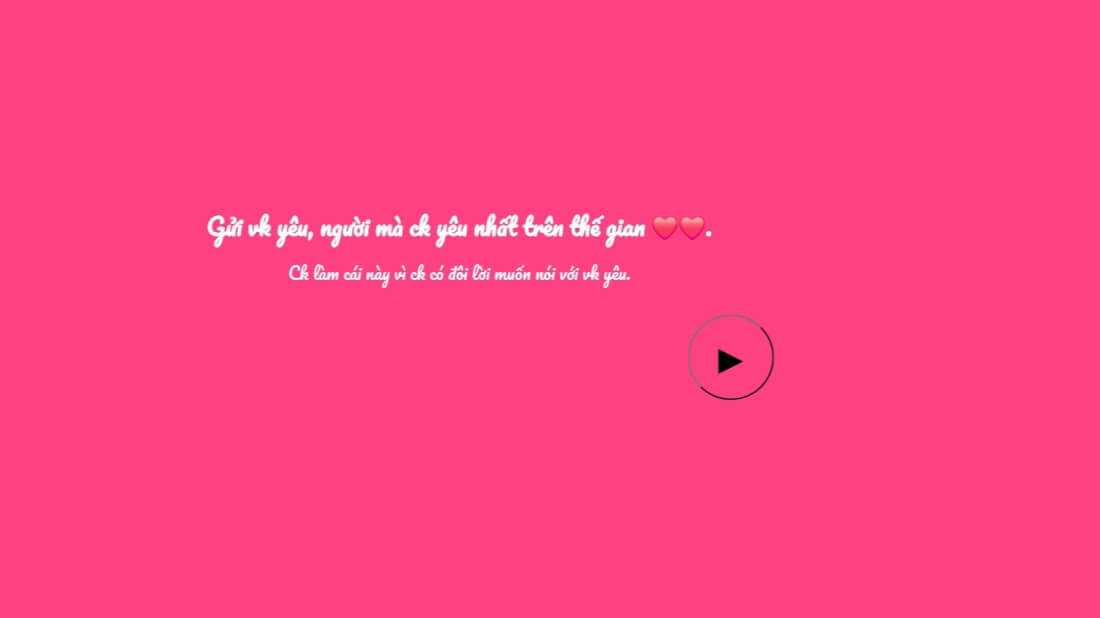 Gửi vk yêu, người mà ck yêu nhất trên thế gian ❤️❤️.
Ck làm cái này vì ck có đôi lời muốn nói với vk yêu.